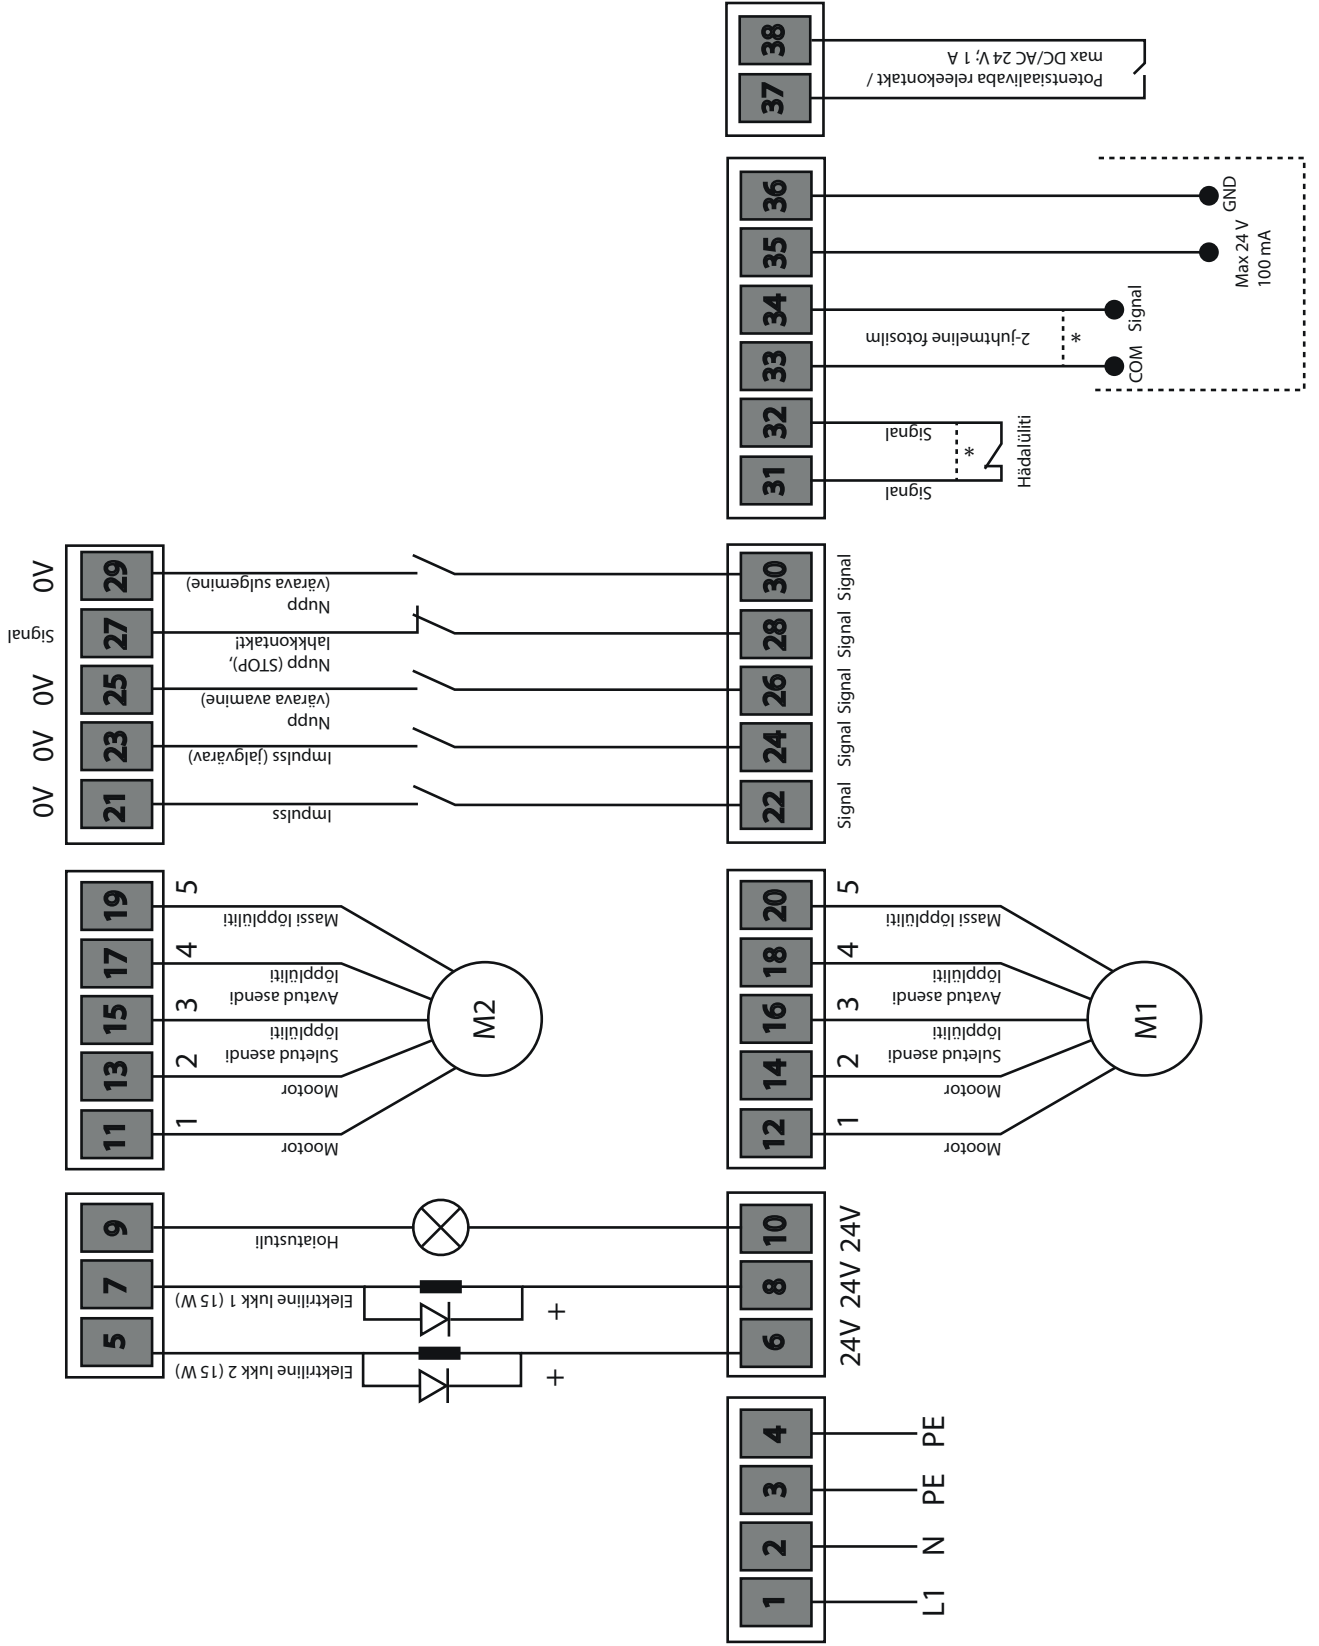 38
37
Potentsiaalivaba releekontakt /
max DC/AC 24 V; 1 A
36
35
34
33
32
31
GND
Max 24 V
100 mA
Signal
COM
2-juhtmeline fotosilm
*
Signal
Signal
*
Hädalüliti
0V
Signal
0V
0V
0V
29
27
25
23
21
Nupp
(värava sulgemine)
Nupp (STOP),
lahkkontakt!
Nupp
(värava avamine)
Impulss (jalgvärav)
Impulss
30
28
26
24
22
Signal
Signal
Signal
Signal
Signal
19
17
15
13
11
5
4
3
2
1
Massi lõpplüliti
Avatud asendi
lõpplüliti
Suletud asendi
lõpplüliti
Mootor
Mootor
M2
20
18
16
14
12
5
4
3
2
1
Massi lõpplüliti
Avatud asendi
lõpplüliti
Suletud asendi
lõpplüliti
Mootor
Mootor
M1
9
7
5
Hoiatustuli
Elektriline lukk 1 (15 W)
+
Elektriline lukk 2 (15 W)
+
10
8
6
24V 24V 24V
4
3
2
1
PE
PE
N
L1